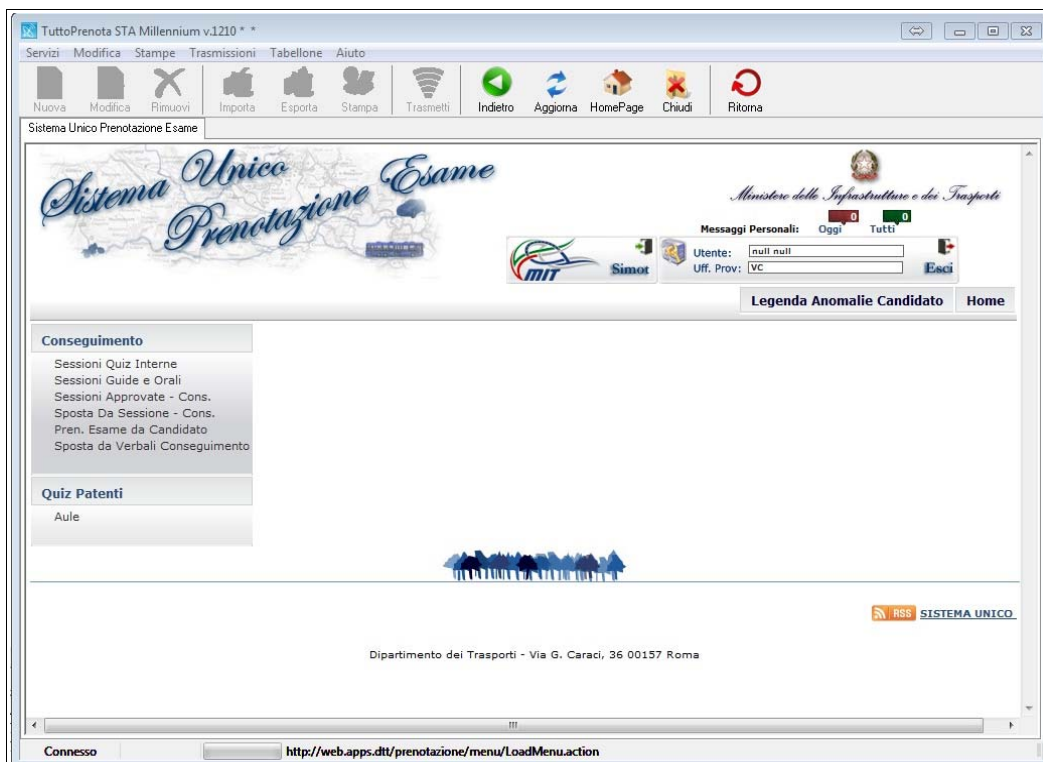 TuttoPrenota STA Millennium v.1210 * *
Servizi Modifica Stampe Trasmissioni Tabellone Aiuto
Nuova Modifica Rimuovi Importa Esporta Stampa Trasmetti Indietro Aggiorna HomePage Chiudi Ritorna
Sistema Unico Prenotazione Esame
Sistema Unico Prenotazione Esame
Ministero delle Infrastrutture e dei Trasporti
0 0
Messaggi Personali: Oggi Tutti
MIT Simot
Utente: null null
Uff. Prov: VC
Esci
Legenda Anomalie Candidato Home
Conseguimento
Sessioni Quiz Interne
Sessioni Guide e Orali
Sessioni Approvate - Cons.
Sposta Da Sessione - Cons.
Pren. Esame da Candidato
Sposta da Verbali Conseguimento
Quiz Patenti
Aule
RSS SISTEMA UNICO
Dipartimento dei Trasporti - Via G. Caraci, 36 00157 Roma
Connesso http://web.apps.dtt/prenotazione/menu/LoadMenu.action